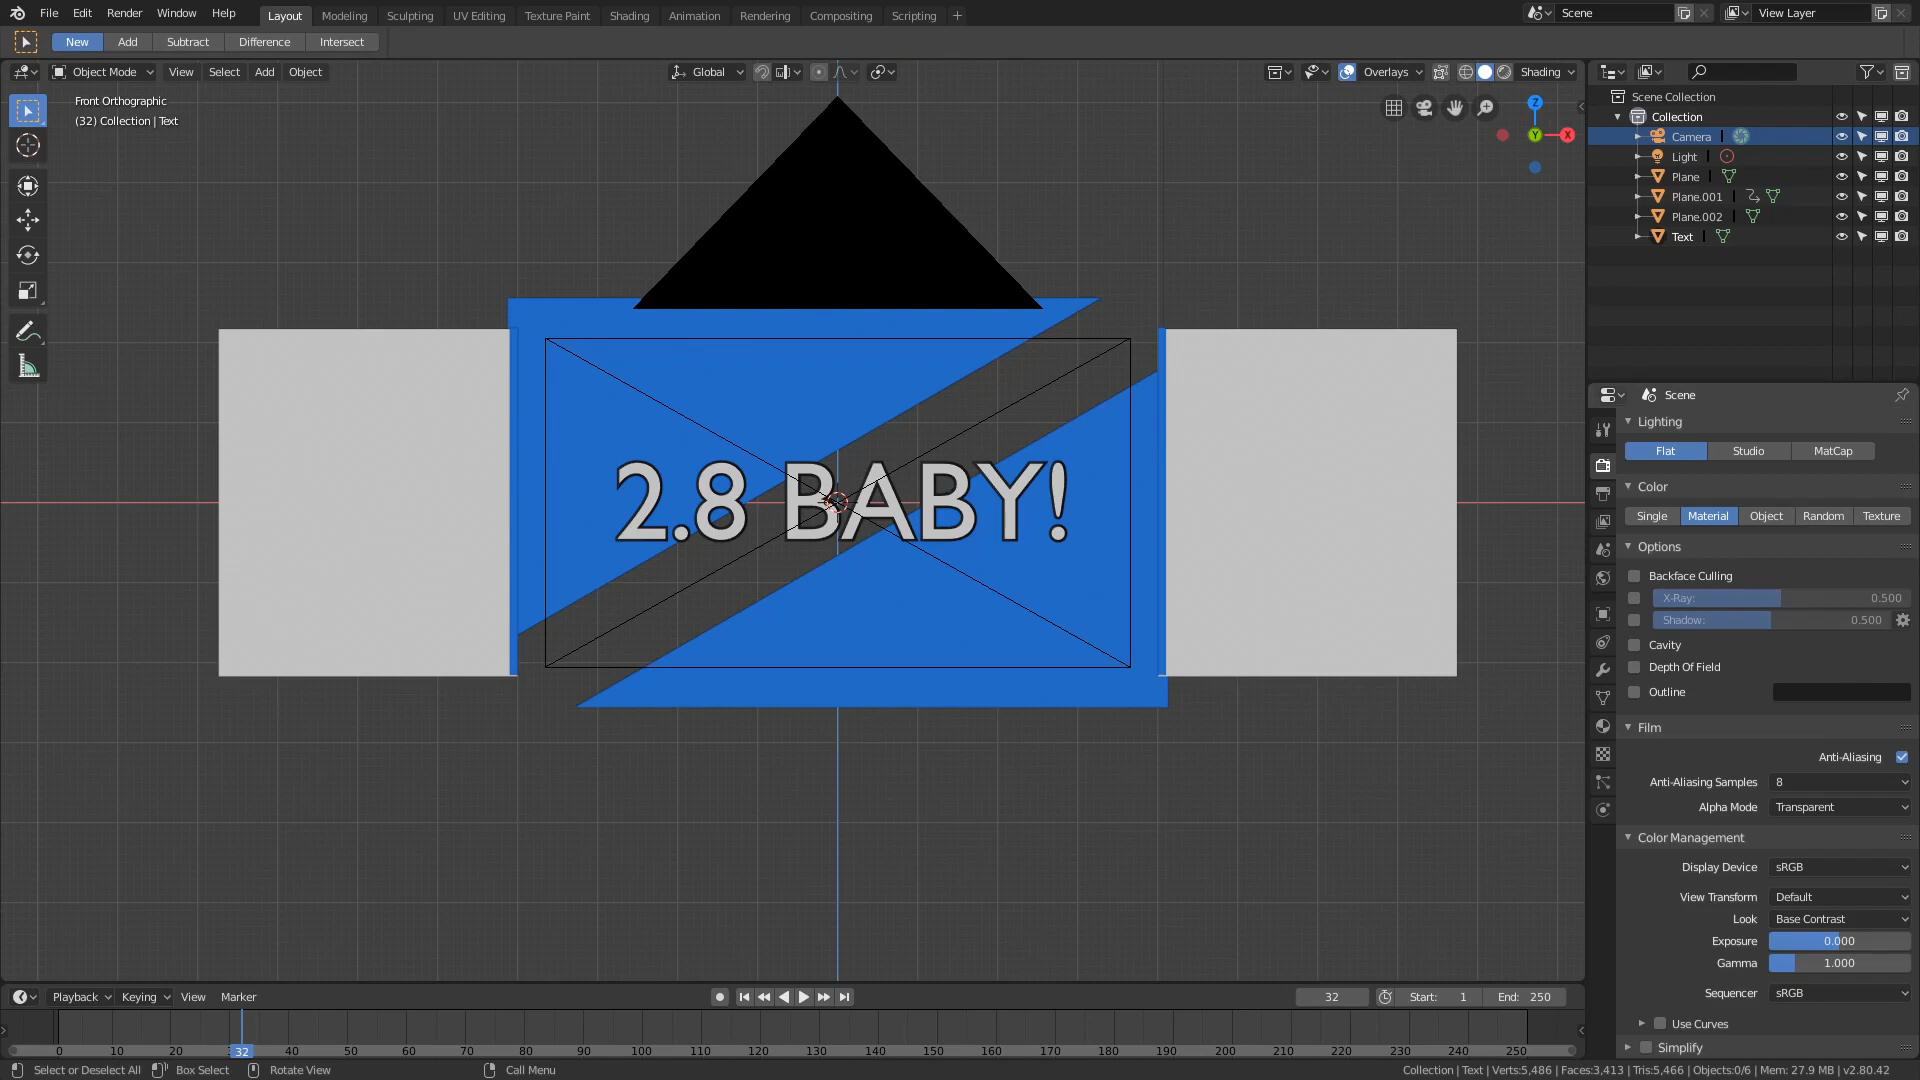 File Edit Render Window Help Layout Modeling Sculpting UV Editing Texture Paint Shading Animation Rendering Compositing Scripting + Scene View Layer
New Add Subtract Difference Intersect
Object Mode View Select Add Object Global Overlays Shading
Front Orthographic
(32) Collection | Text
Z
Y
X
Scene Collection
Collection
Camera
Light
Plane
Plane.001
Plane.002
Text
2.8 BABY!
Scene
Lighting
Flat Studio MatCap
Color
Single Material Object Random Texture
Options
Backface Culling
X-Ray: 0.500
Shadow: 0.500
Cavity
Depth Of Field
Outline
Film
Anti-Aliasing
Anti-Aliasing Samples 8
Alpha Mode Transparent
Color Management
Display Device sRGB
View Transform Default
Look Base Contrast
Exposure 0.000
Gamma 1.000
Sequencer sRGB
Use Curves
Simplify
Playback Keying View Marker 32 Start: 1 End: 250
0 10 20 32 40 50 60 70 80 90 100 110 120 130 140 150 160 170 180 190 200 210 220 230 240 250
Select or Deselect All Box Select Rotate View Call Menu Collection | Text | Verts:5,486 | Faces:3,413 | Tris:5,466 | Objects:0/6 | Mem: 27.9 MB | v2.80.42